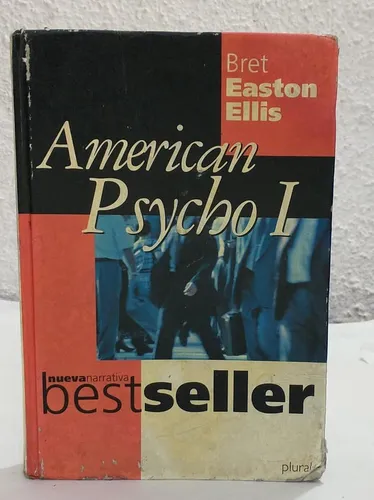 Bret
Easton
Ellis
American
Psycho I
nuevanarrativa
bestseller
plural